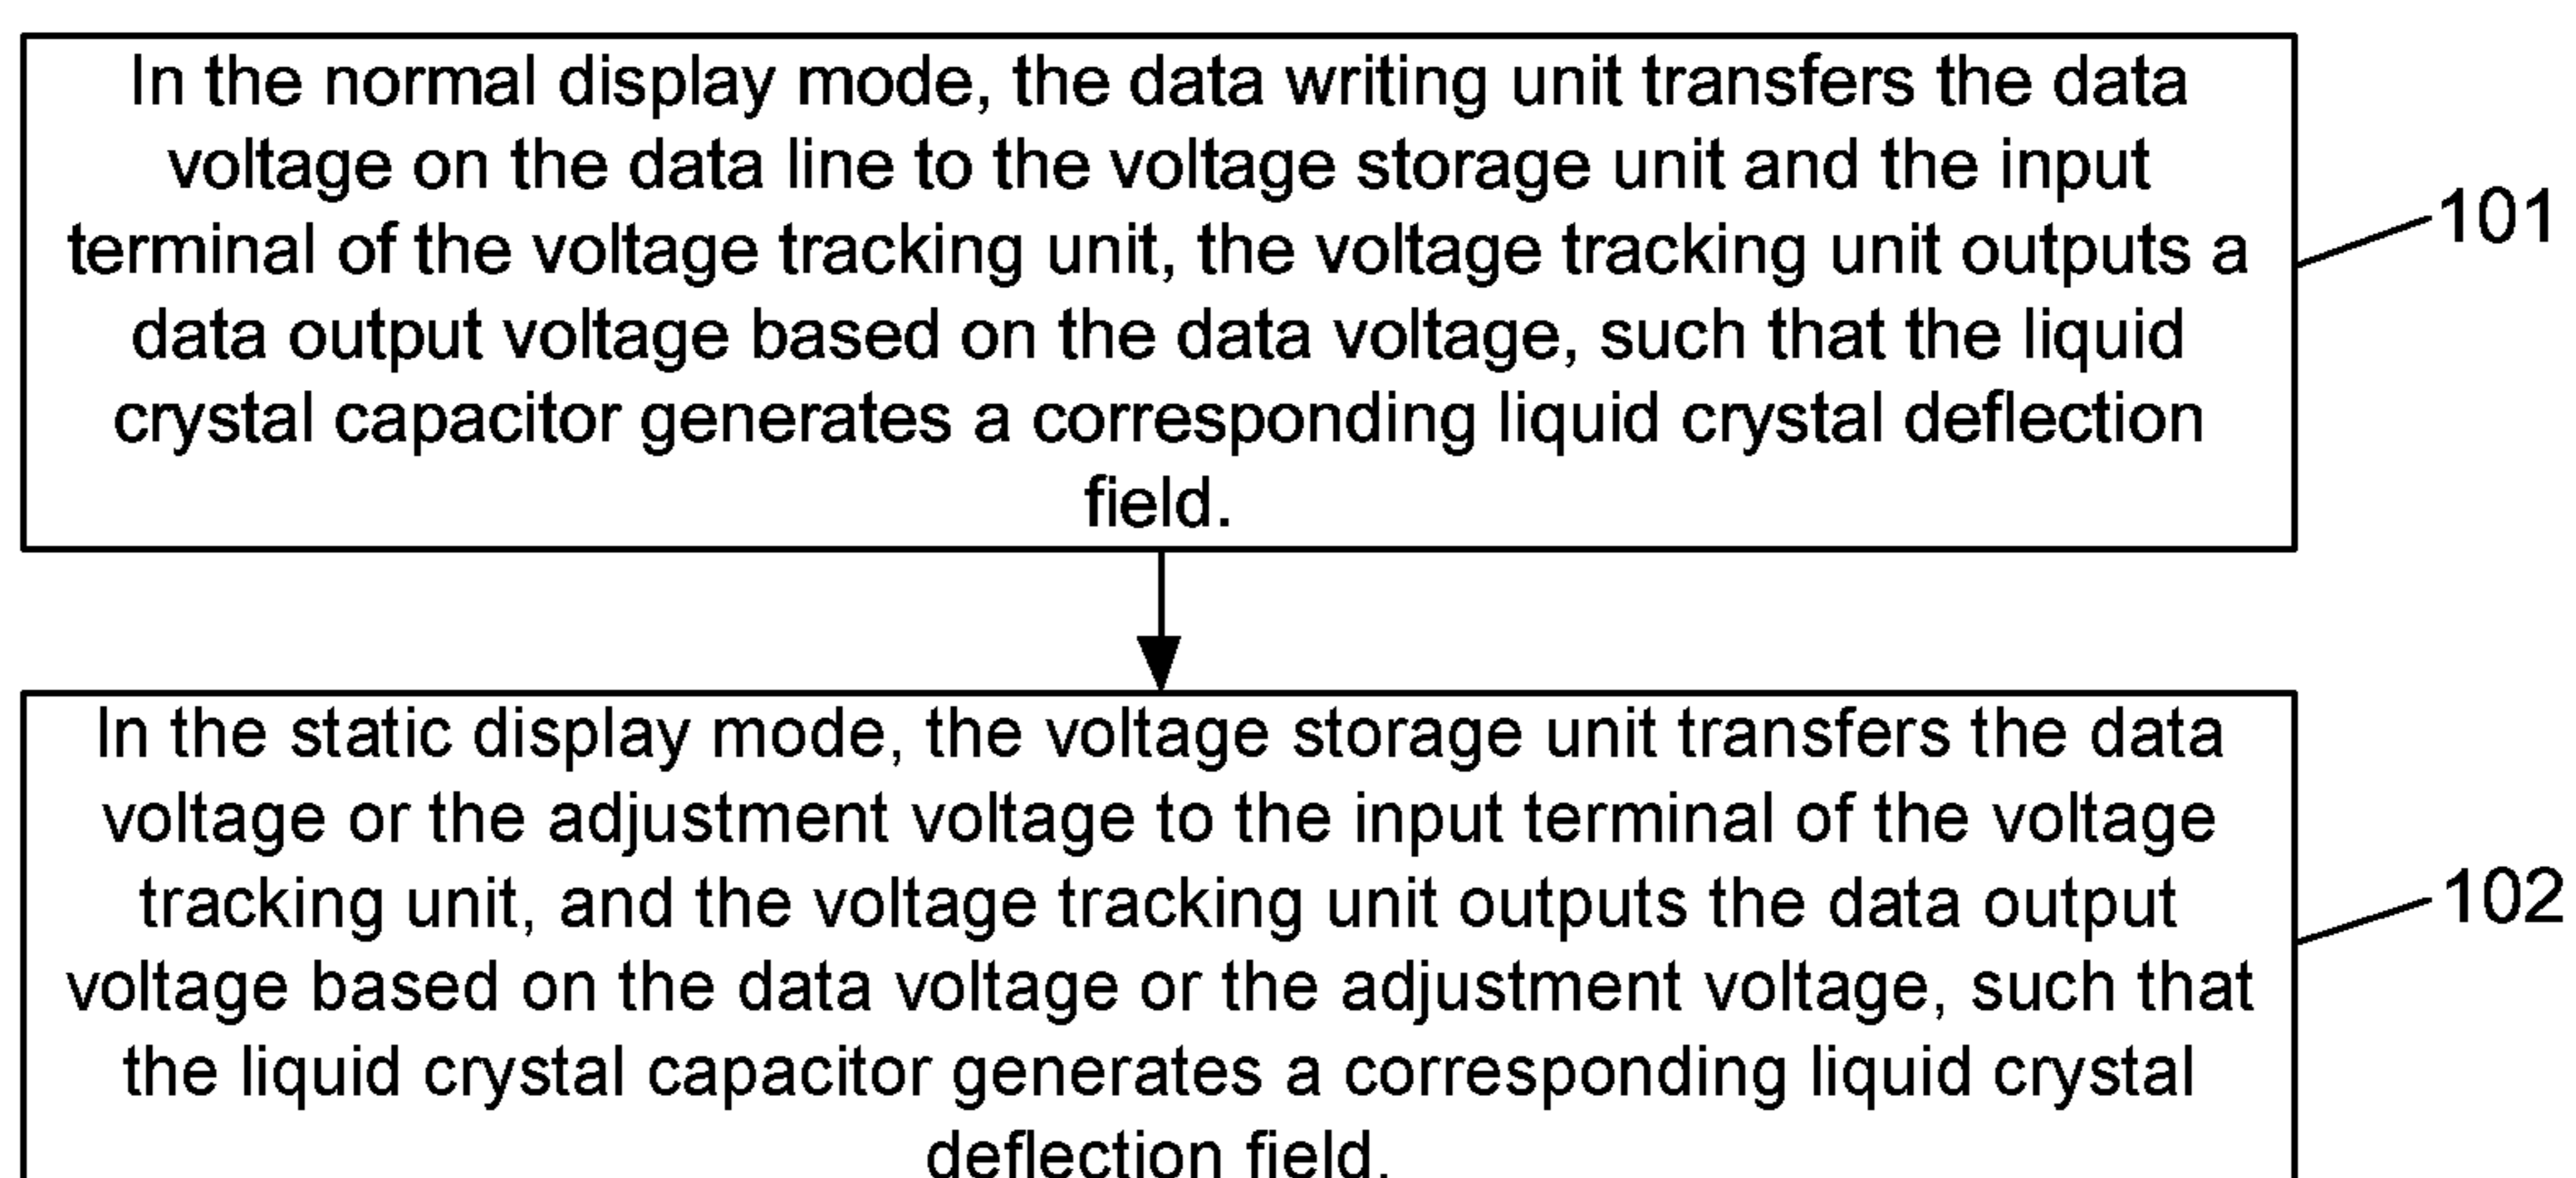 In the normal display mode, the data writing unit transfers the data
voltage on the data line to the voltage storage unit and the input
terminal of the voltage tracking unit, the voltage tracking unit outputs a
data output voltage based on the data voltage, such that the liquid
crystal capacitor generates a corresponding liquid crystal deflection
field.
101
In the static display mode, the voltage storage unit transfers the data
voltage or the adjustment voltage to the input terminal of the voltage
tracking unit, and the voltage tracking unit outputs the data output
voltage based on the data voltage or the adjustment voltage, such that
the liquid crystal capacitor generates a corresponding liquid crystal
deflection field.
102